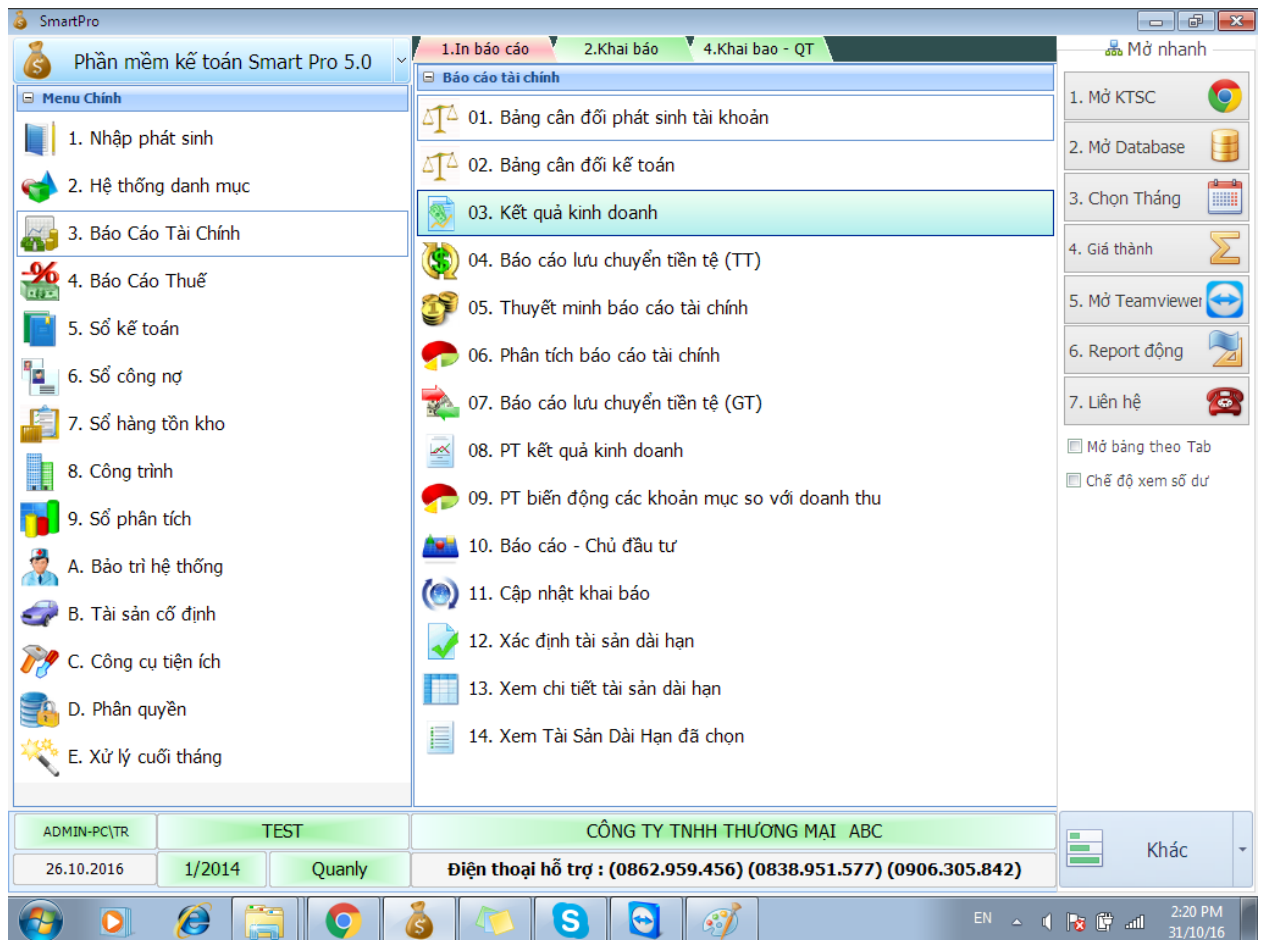 SmartPro
Phần mềm kế toán Smart Pro 5.0
Menu Chính
1. Nhập phát sinh
2. Hệ thống danh mục
3. Báo Cáo Tài Chính
4. Báo Cáo Thuế
5. Sổ kế toán
6. Sổ công nợ
7. Sổ hàng tồn kho
8. Công trình
9. Sổ phân tích
A. Bảo trì hệ thống
B. Tài sản cố định
C. Công cụ tiện ích
D. Phân quyền
E. Xử lý cuối tháng
1.In báo cáo 2.Khai báo 4.Khai bao - QT
Báo cáo tài chính
01. Bảng cân đối phát sinh tài khoản
02. Bảng cân đối kế toán
03. Kết quả kinh doanh
04. Báo cáo lưu chuyển tiền tệ (TT)
05. Thuyết minh báo cáo tài chính
06. Phân tích báo cáo tài chính
07. Báo cáo lưu chuyển tiền tệ (GT)
08. PT kết quả kinh doanh
09. PT biến động các khoản mục so với doanh thu
10. Báo cáo - Chủ đầu tư
11. Cập nhật khai báo
12. Xác định tài sản dài hạn
13. Xem chi tiết tài sản dài hạn
14. Xem Tài Sản Dài Hạn đã chọn
Mở nhanh
1. Mở KTSC
2. Mở Database
3. Chọn Tháng
4. Giá thành
5. Mở Teamviewer
6. Report động
7. Liên hệ
Mở bảng theo Tab
Chế độ xem số dư
ADMIN-PC\TR TEST CÔNG TY TNHH THƯƠNG MẠI ABC
26.10.2016 1/2014 Quanly Điện thoại hỗ trợ : (0862.959.456) (0838.951.577) (0906.305.842)
Khác
EN 2:20 PM
31/10/16